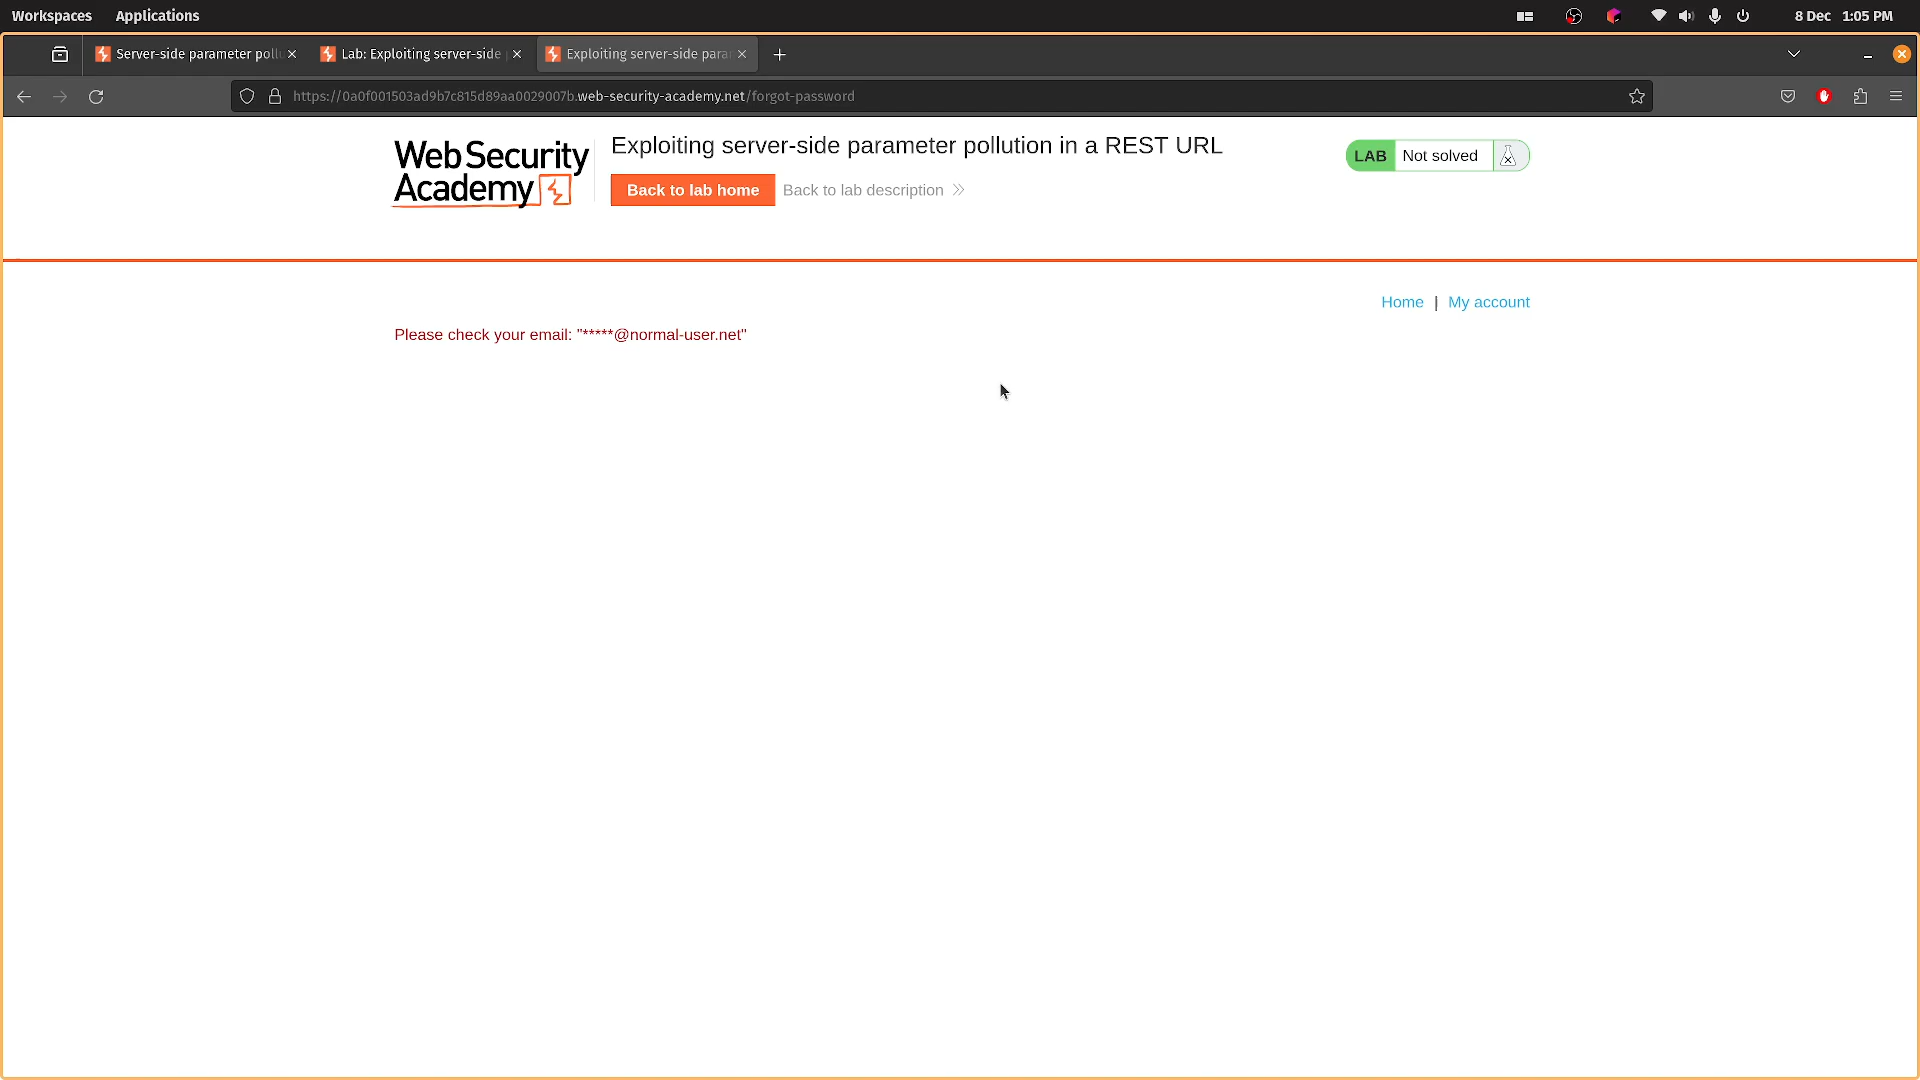 Workspaces Applications 8 Dec 1:05 PM
Server-side parameter poll Lab: Exploiting server-side Exploiting server-side para
https://0a0f001503ad9b7c815d89aa0029007b.web-security-academy.net/forgot-password
Web Security Academy
Exploiting server-side parameter pollution in a REST URL
LAB Not solved
Back to lab home Back to lab description
Home | My account
Please check your email: "*****@normal-user.net"